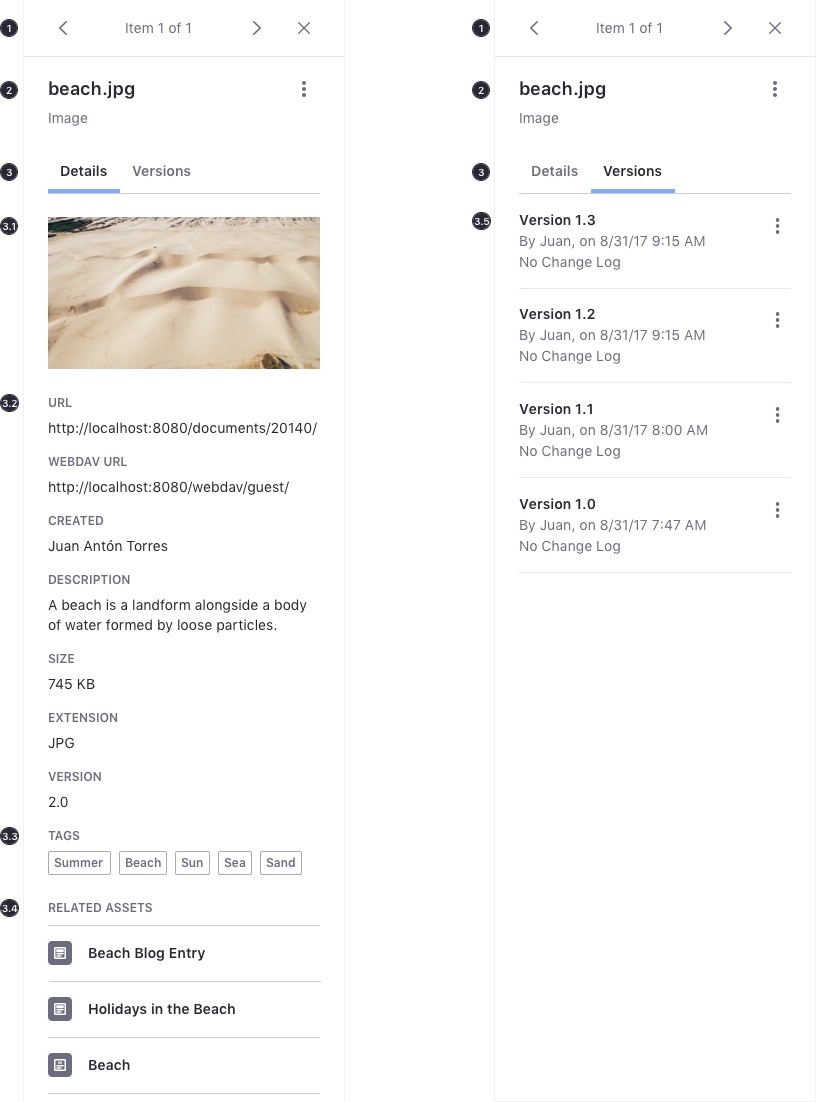 1
Item 1 of 1
2
beach.jpg
Image
3
Details Versions
3.1
3.2
URL
http://localhost:8080/documents/20140/
WEBDAV URL
http://localhost:8080/webdav/guest/
CREATED
Juan Antón Torres
DESCRIPTION
A beach is a landform alongside a body
of water formed by loose particles.
SIZE
745 KB
EXTENSION
JPG
VERSION
2.0
3.3
TAGS
Summer Beach Sun Sea Sand
3.4
RELATED ASSETS
Beach Blog Entry
Holidays in the Beach
Beach
1
Item 1 of 1
2
beach.jpg
Image
3
Details Versions
3.5
Version 1.3
By Juan, on 8/31/17 9:15 AM
No Change Log
Version 1.2
By Juan, on 8/31/17 9:15 AM
No Change Log
Version 1.1
By Juan, on 8/31/17 8:00 AM
No Change Log
Version 1.0
By Juan, on 8/31/17 7:47 AM
No Change Log